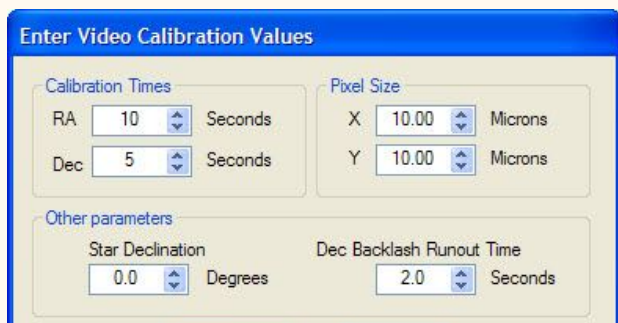 Enter Video Calibration Values
Calibration Times
RA 10 Seconds
Dec 5 Seconds
Pixel Size
X 10.00 Microns
Y 10.00 Microns
Other parameters
Star Declination
0.0 Degrees
Dec Backlash Runout Time
2.0 Seconds